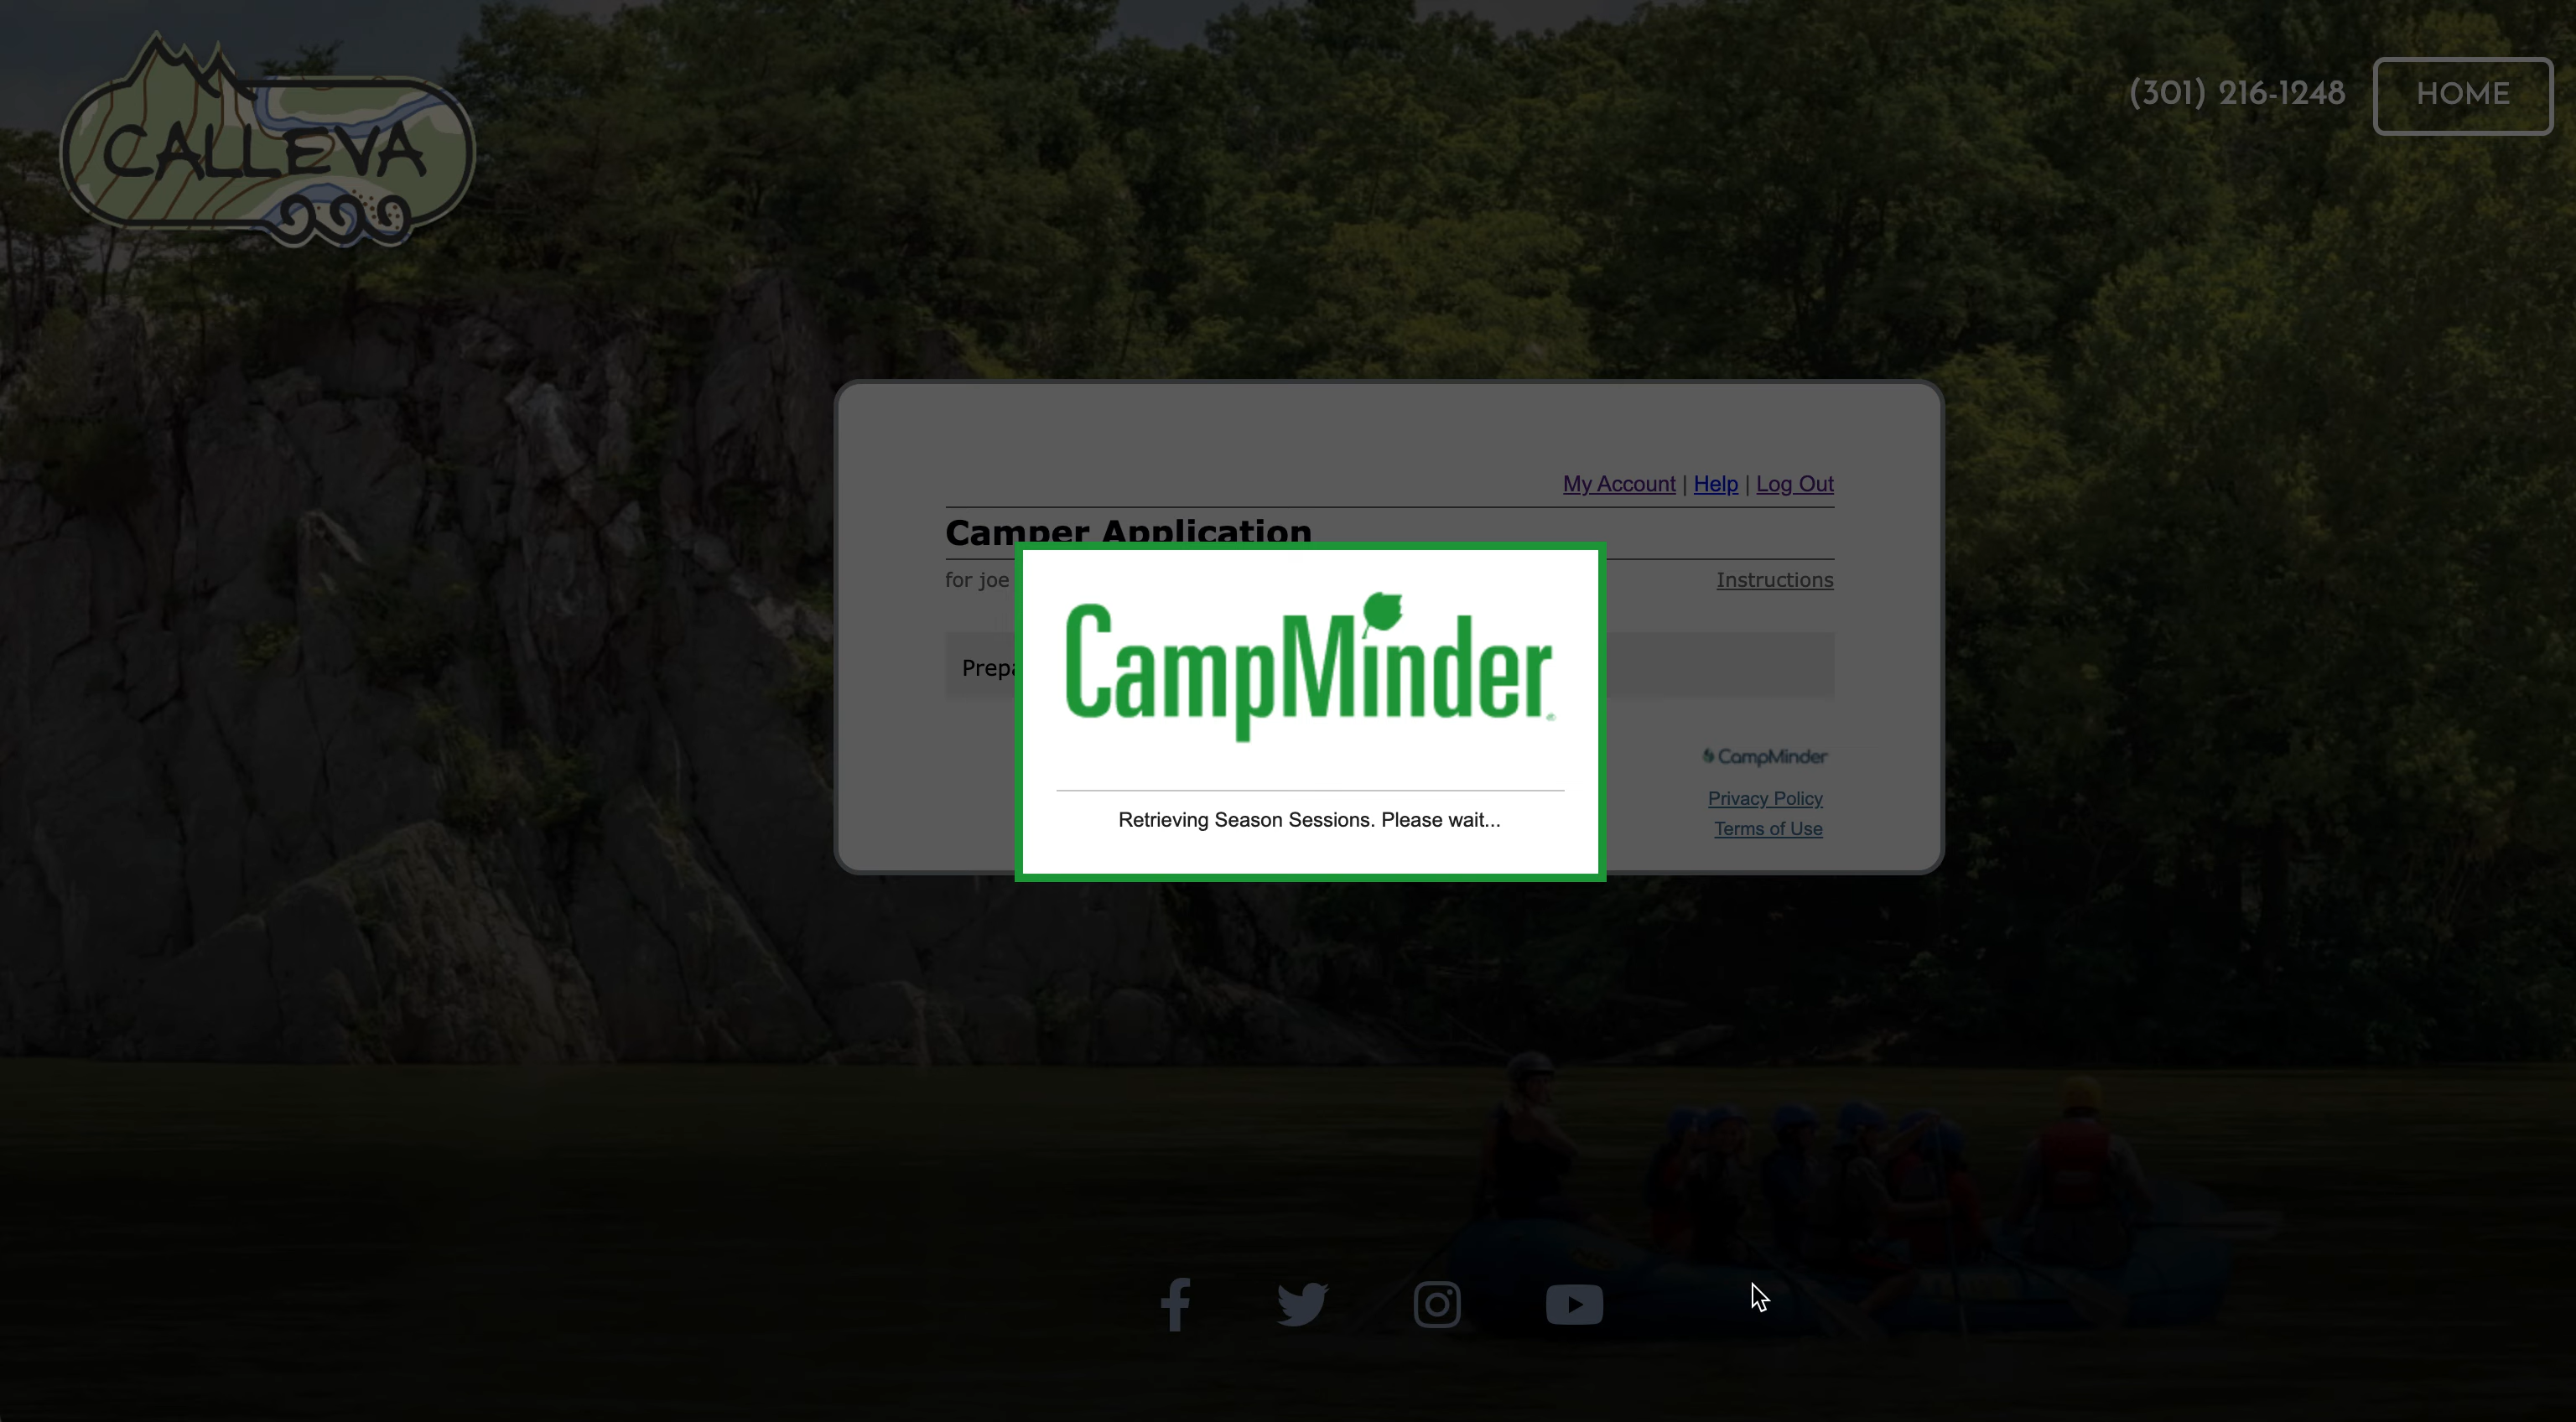 CALLEVA
(301) 216-1248
HOME
My Account | Help | Log Out
Camper Application
for joe
Instructions
Prepa
CampMinder
Retrieving Season Sessions. Please wait...
CampMinder
Privacy Policy
Terms of Use